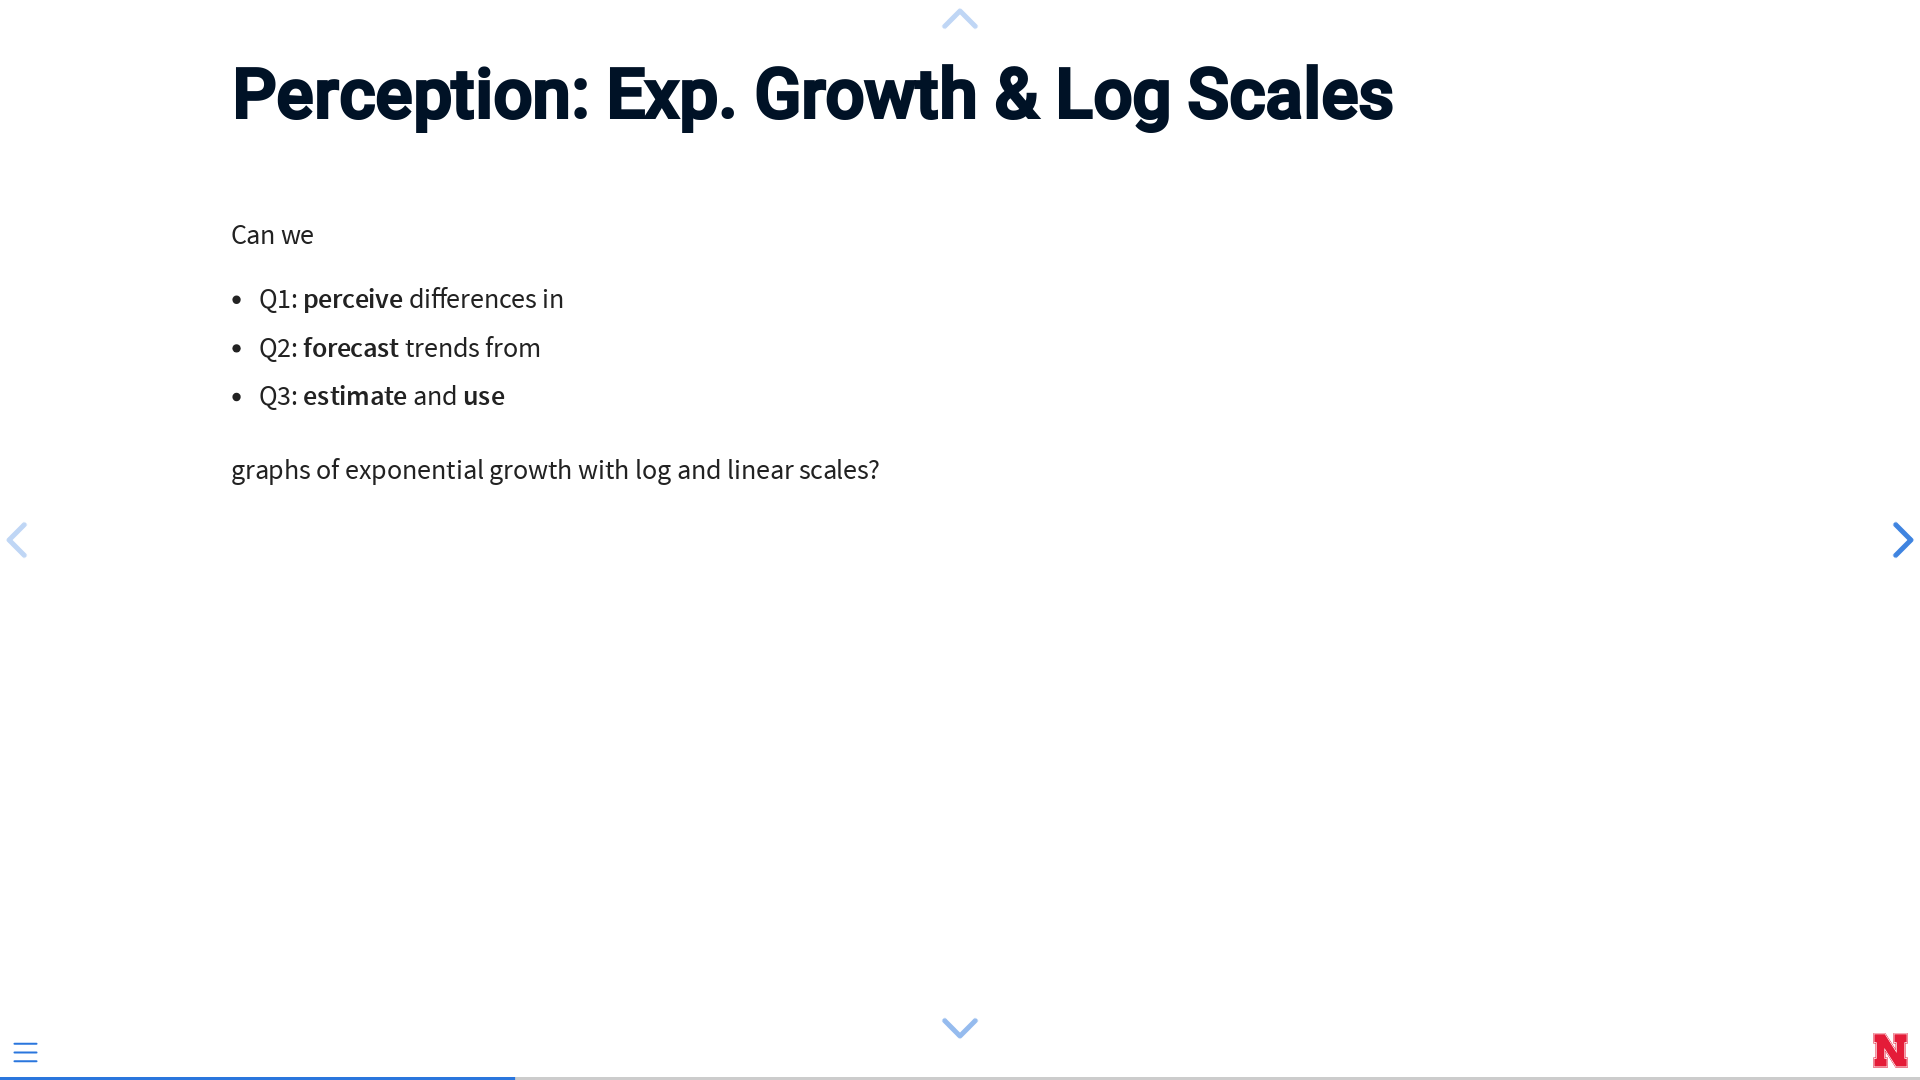 Perception: Exp. Growth & Log Scales
Can we
• Q1: perceive differences in
• Q2: forecast trends from
• Q3: estimate and use
graphs of exponential growth with log and linear scales?
N